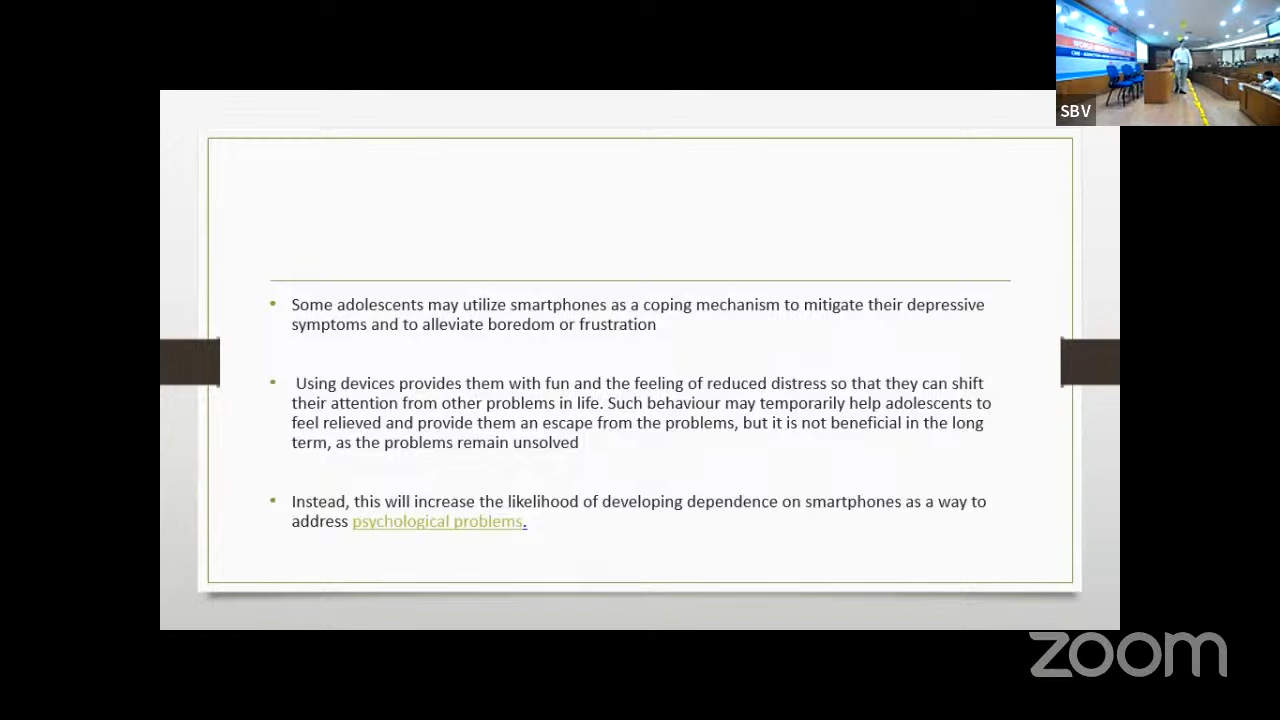 SBV
• Some adolescents may utilize smartphones as a coping mechanism to mitigate their depressive
symptoms and to alleviate boredom or frustration
• Using devices provides them with fun and the feeling of reduced distress so that they can shift
their attention from other problems in life. Such behaviour may temporarily help adolescents to
feel relieved and provide them an escape from the problems, but it is not beneficial in the long
term, as the problems remain unsolved
• Instead, this will increase the likelihood of developing dependence on smartphones as a way to
address psychological problems.
zoom